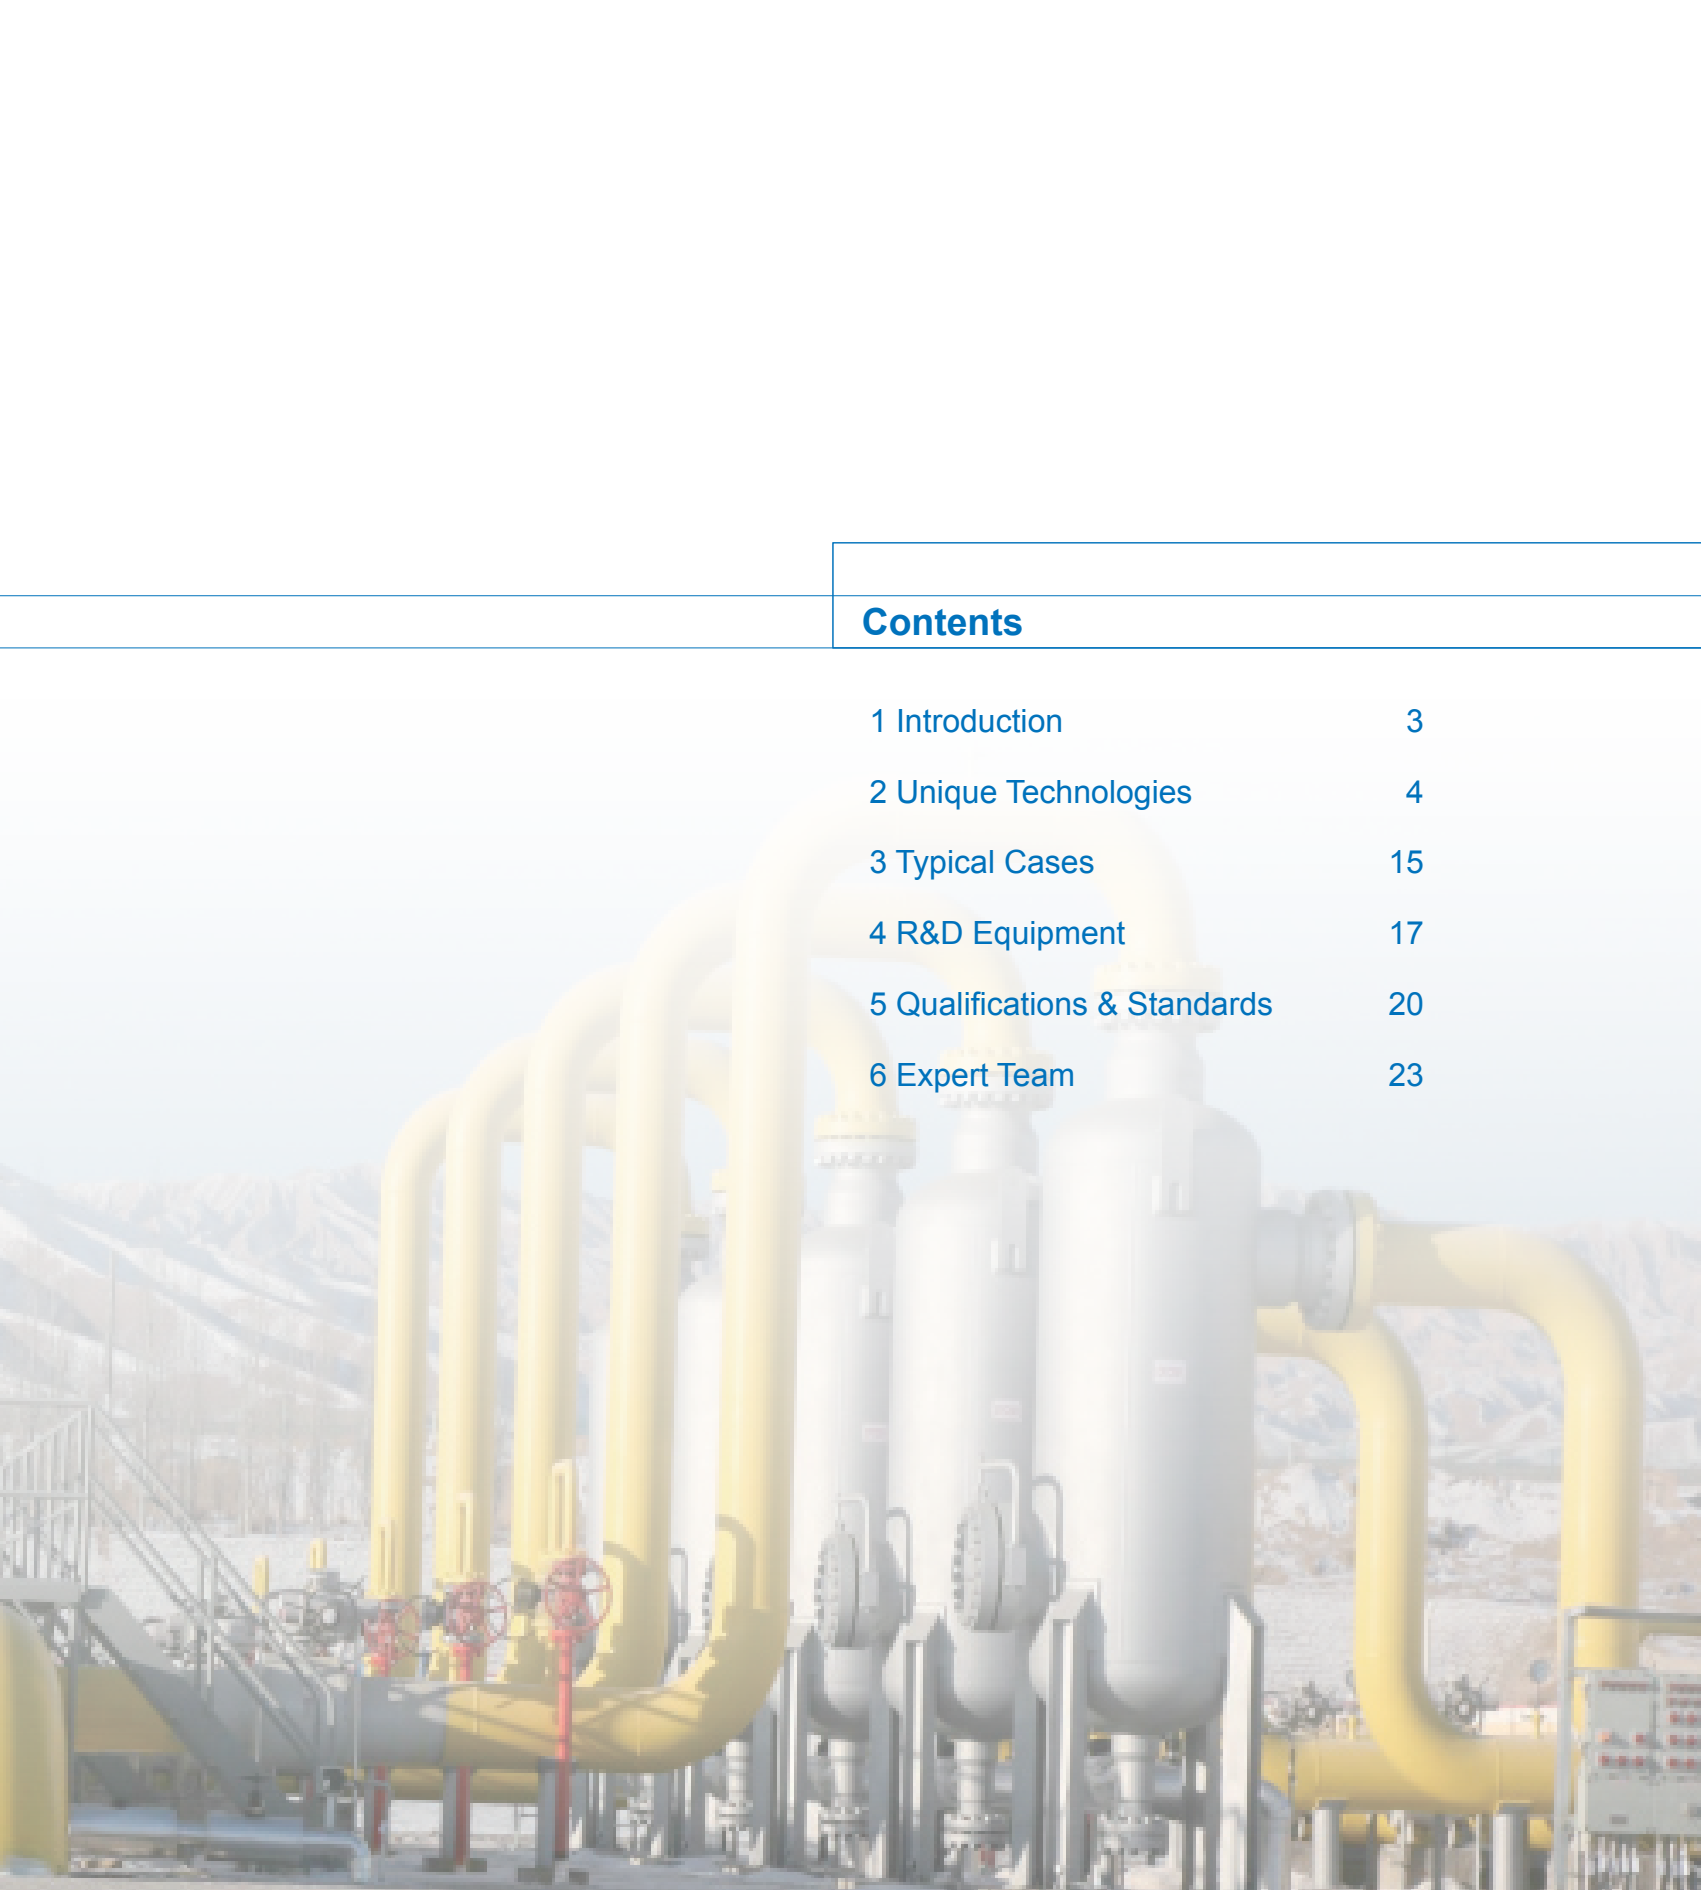 Contents
1 Introduction 3
2 Unique Technologies 4
3 Typical Cases 15
4 R&D Equipment 17
5 Qualifications & Standards 20
6 Expert Team 23